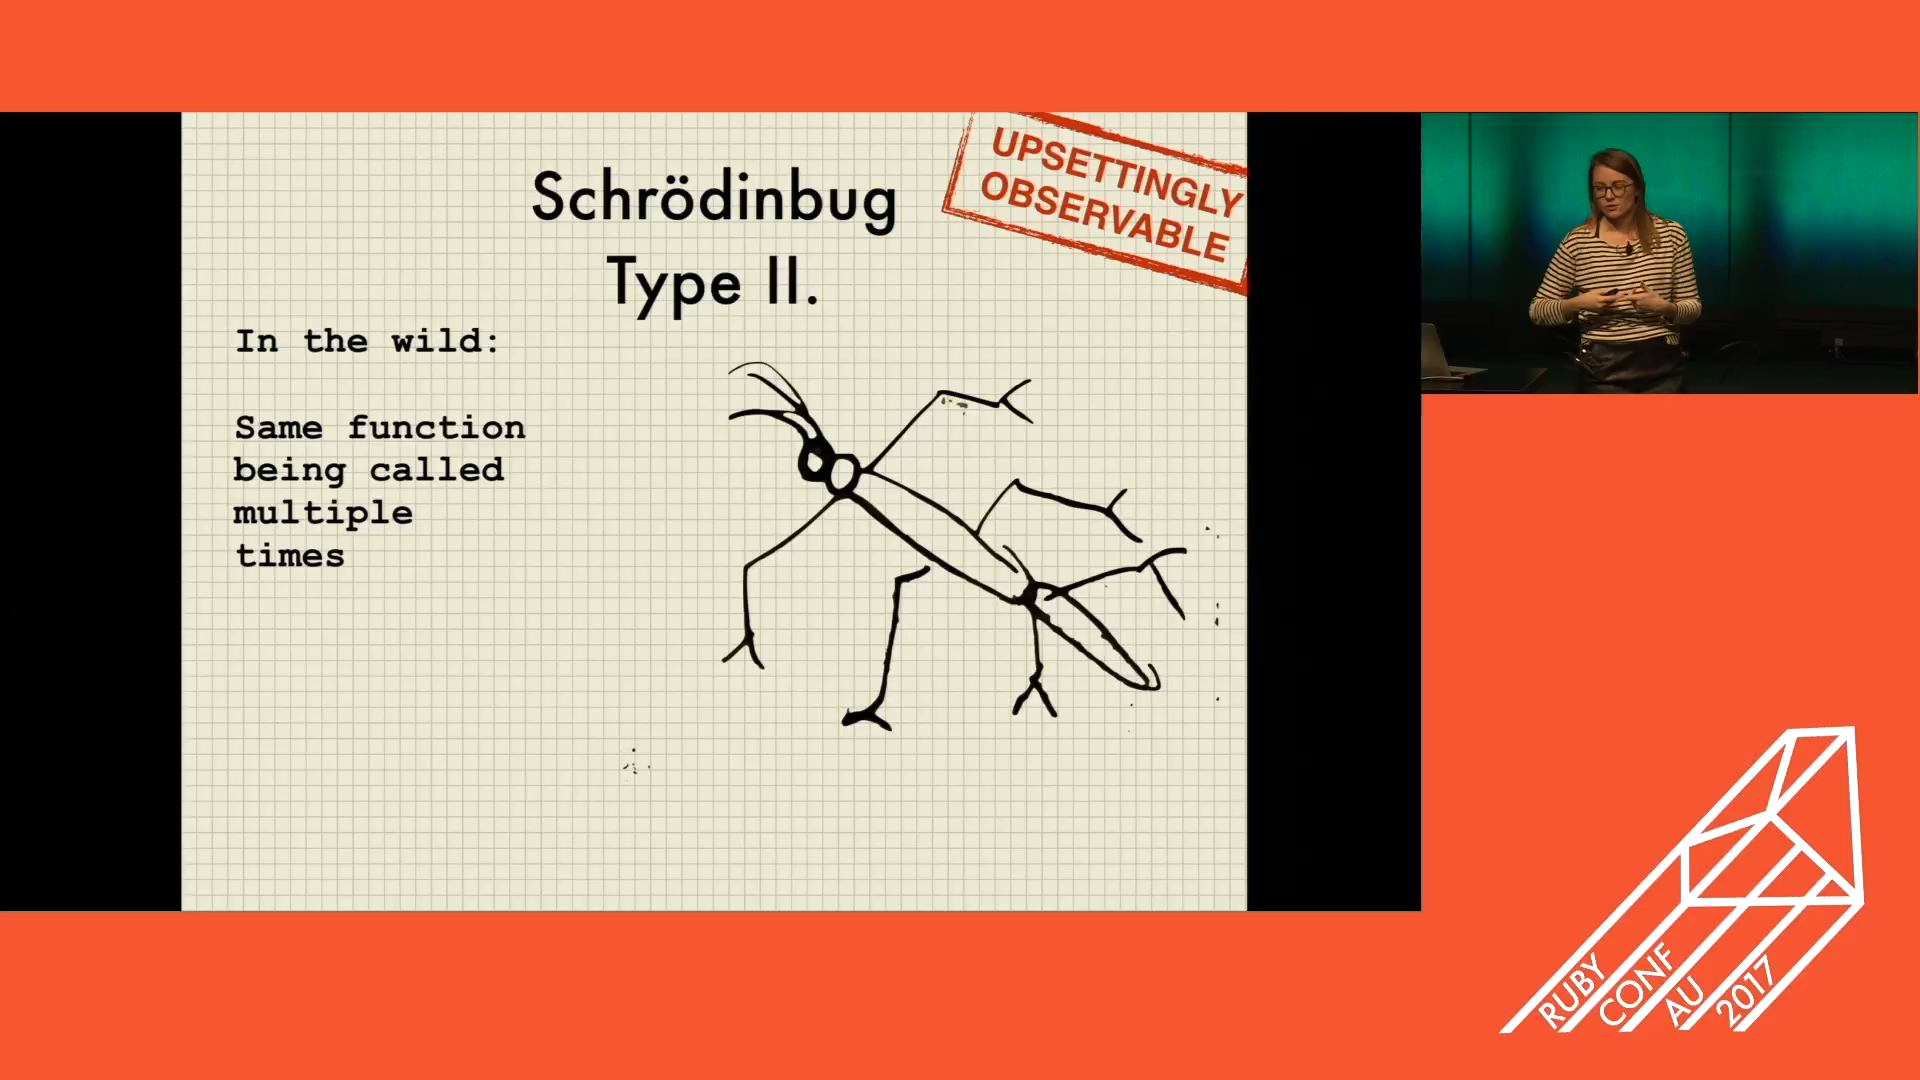 Schrödinbug
Type II.
UPSETTINGLY
OBSERVABLE
In the wild:
Same function
being called
multiple
times
RUBY
CONF
AU
2017